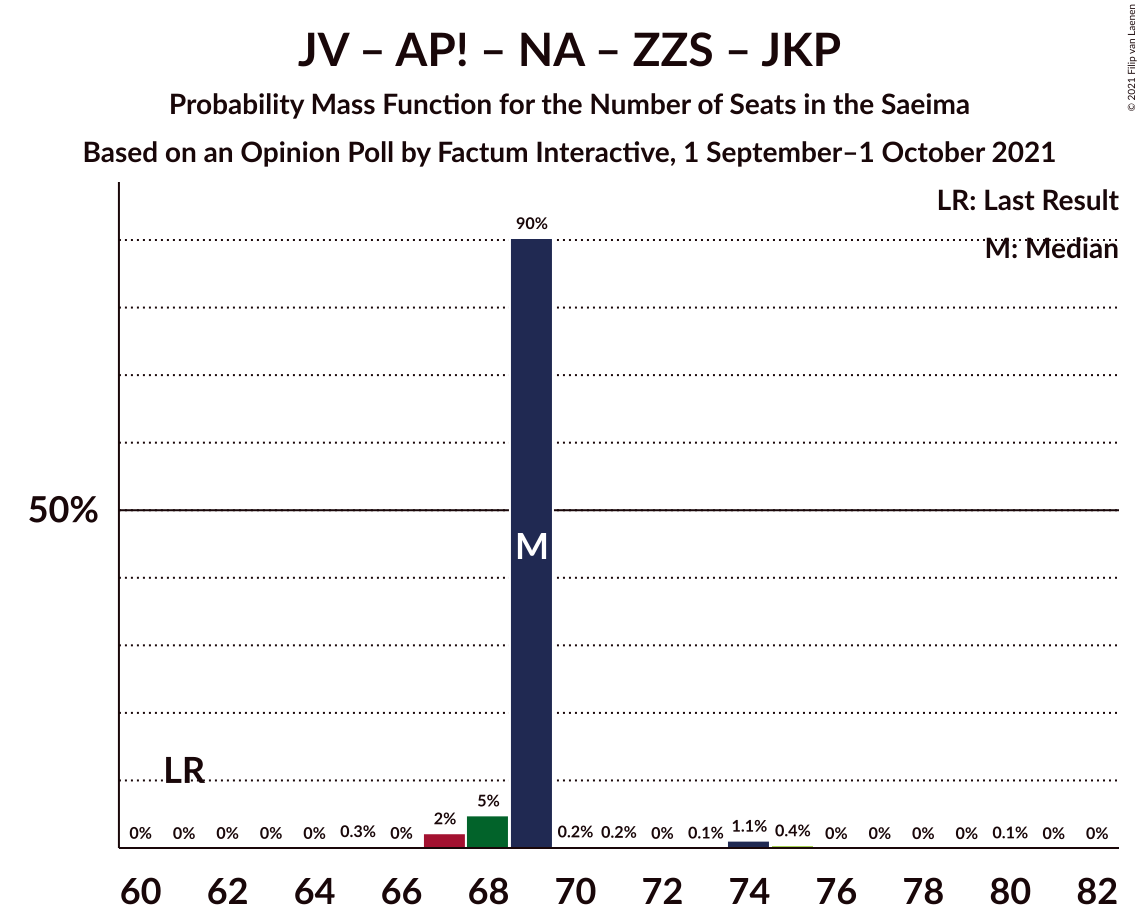 JV – AP! – NA – ZZS – JKP
Probability Mass Function for the Number of Seats in the Saeima
Based on an Opinion Poll by Factum Interactive, 1 September–1 October 2021
© 2021 Filip van Laenen
LR: Last Result
M: Median
90%
50%
M
LR
0% 0% 0% 0% 0% 0.3% 0% 2% 5% 0.2% 0.2% 0% 0.1% 1.1% 0.4% 0% 0% 0% 0% 0.1% 0% 0%
60 62 64 66 68 70 72 74 76 78 80 82